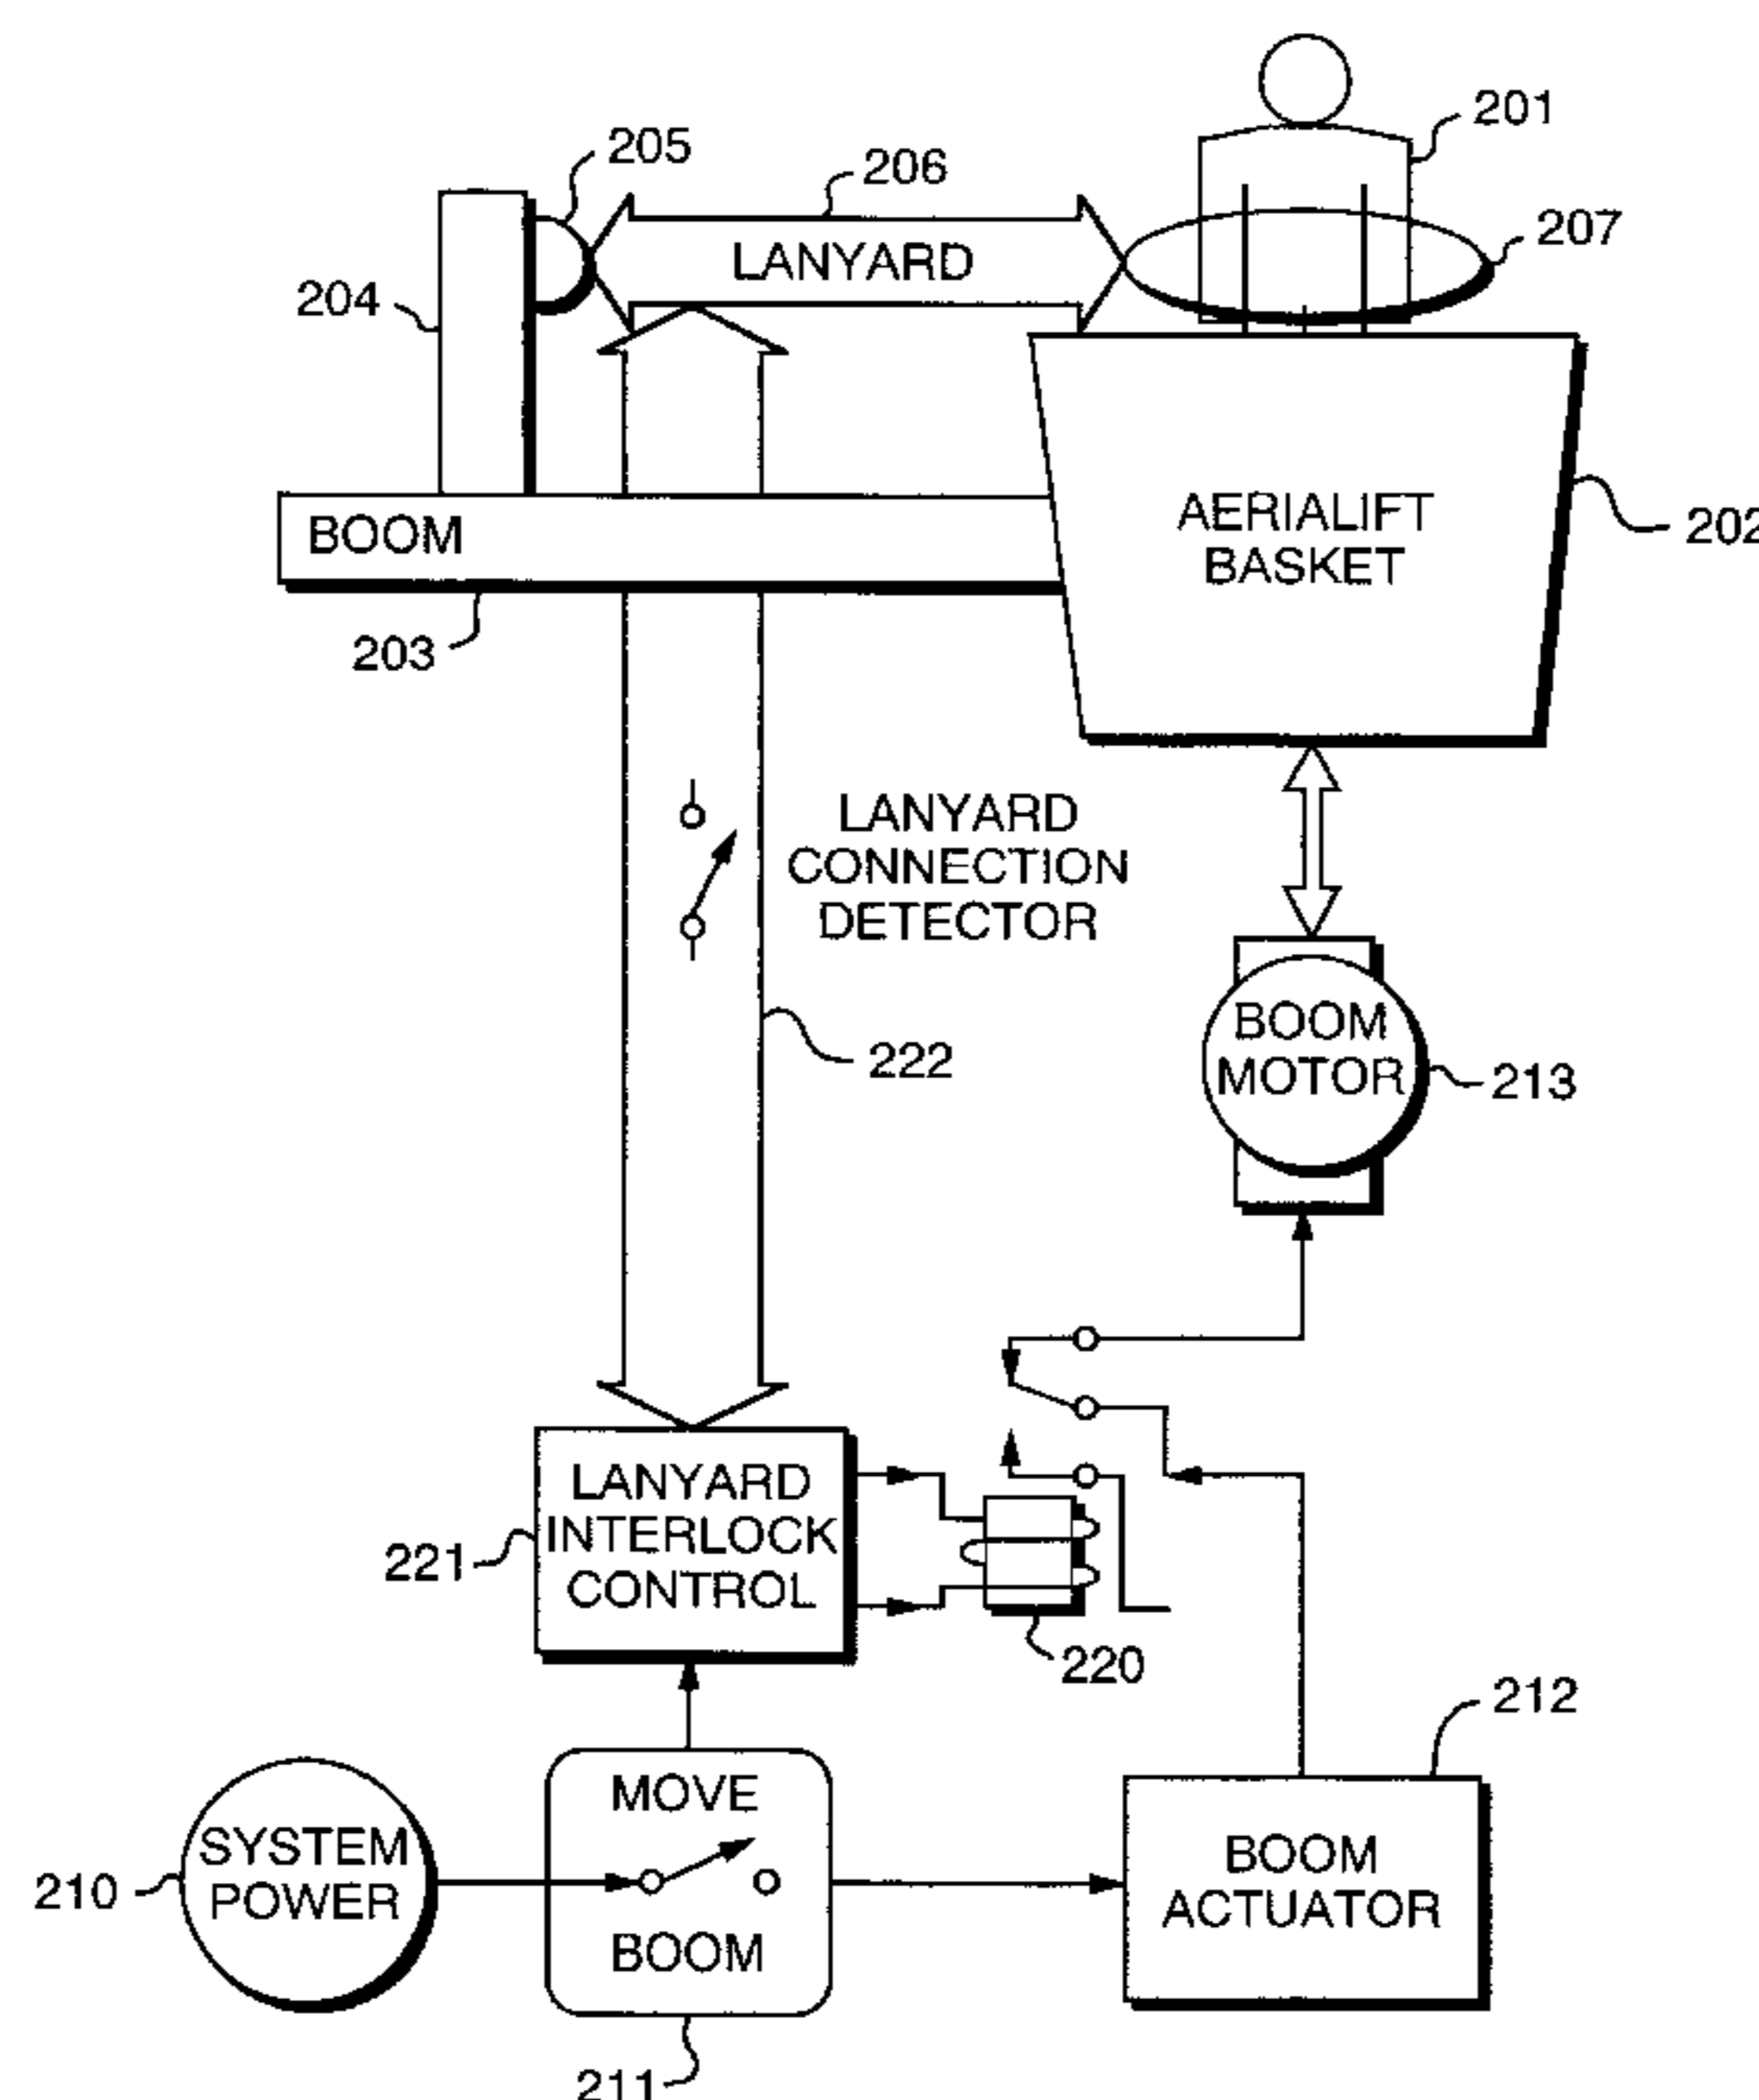 201
205
206
207
LANYARD
204
AERIALIFT
BASKET
202
BOOM
203
LANYARD
CONNECTION
DETECTOR
222
BOOM
MOTOR
213
LANYARD
INTERLOCK
CONTROL
221
220
212
MOVE
BOOM
SYSTEM
POWER
210
BOOM
ACTUATOR
211